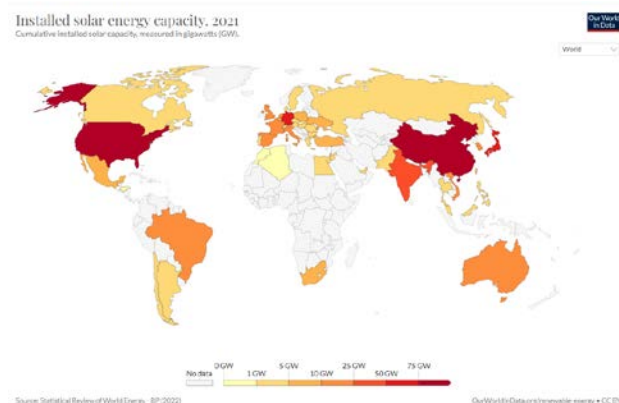 Installed solar energy capacity, 2021
Cumulative installed solar capacity, measured in gigawatts (GW).
Our World
in Data
World
No data
0 GW
1 GW
5 GW
10 GW
25 GW
50 GW
75 GW
Source: Statistical Review of World Energy - BP (2022)
OurWorldInData.org/renewable-energy • CC BY